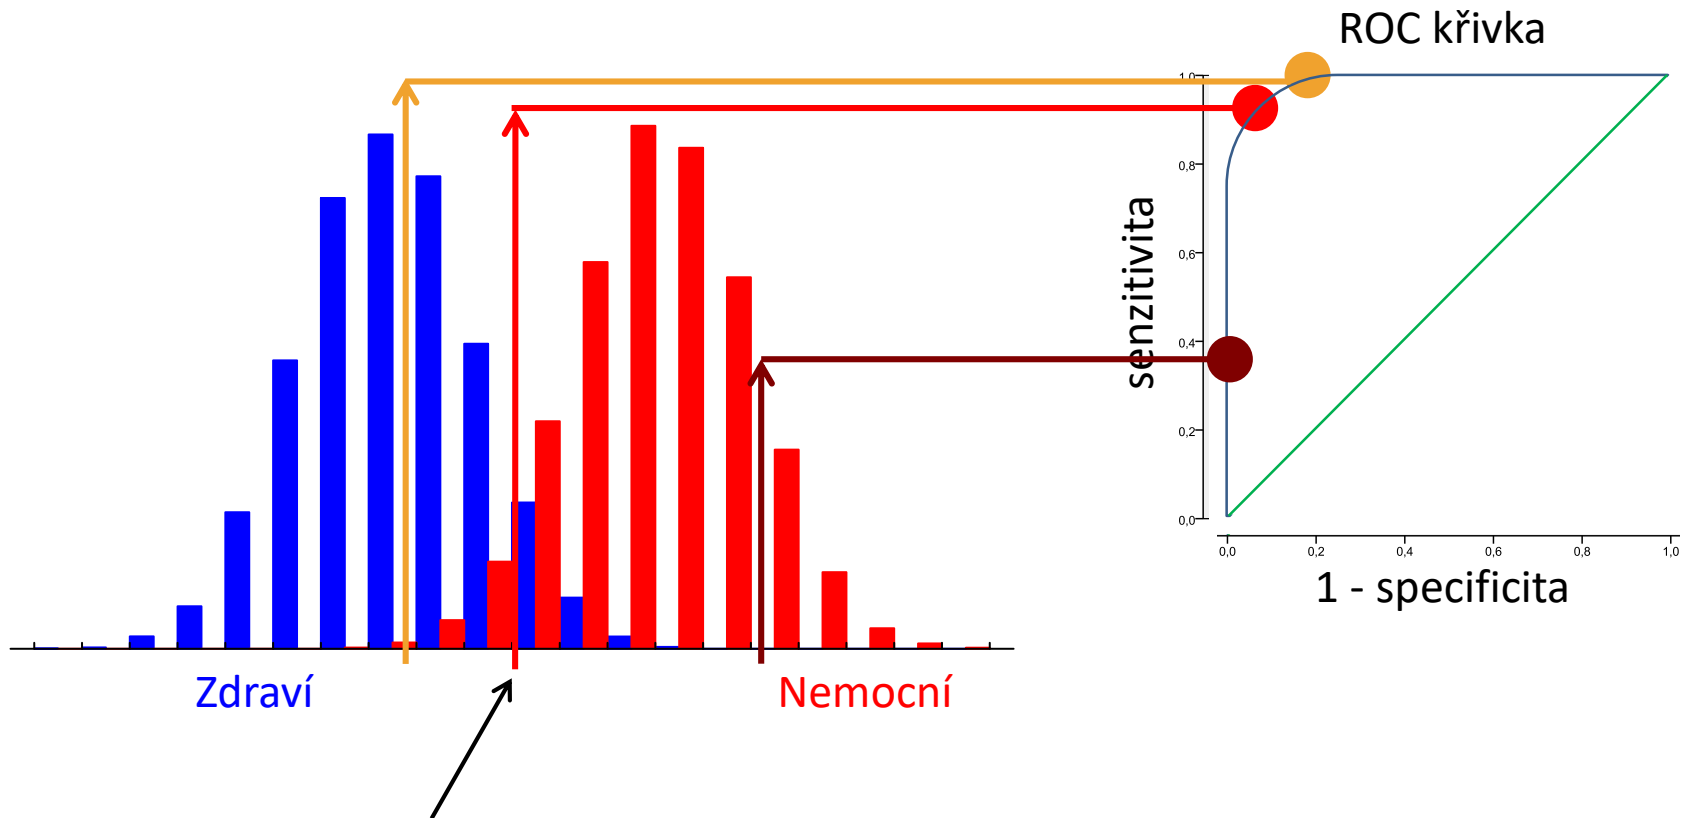 ROC křivka
1,0
0,8
0,6
0,4
0,2
0,0
senzitivita
0,0 0,2 0,4 0,6 0,8 1,0
1 - specificita
Zdraví
Nemocní